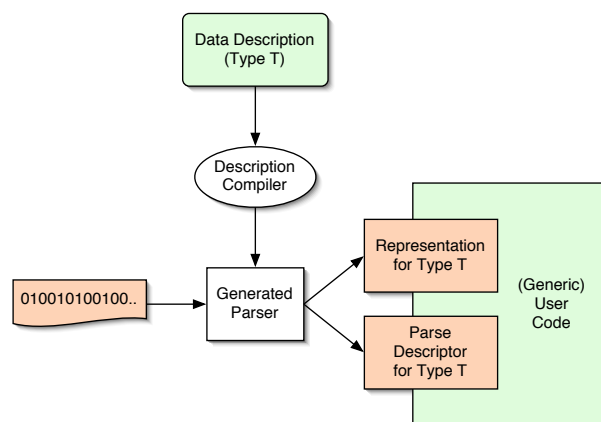 Data Description
(Type T)
Description
Compiler
Representation
for Type T
(Generic)
User
Code
010010100100..
Generated
Parser
Parse
Descriptor
for Type T